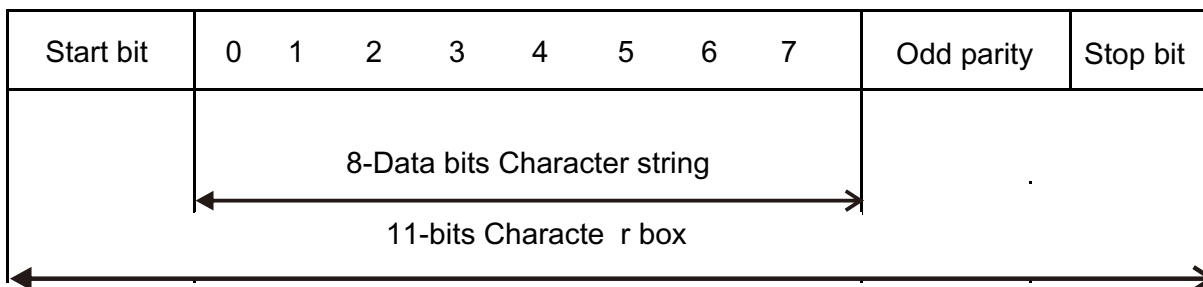 Start bit 0 1 2 3 4 5 6 7 Odd parity Stop bit
8-Data bits Character string
11-bits Characte r box